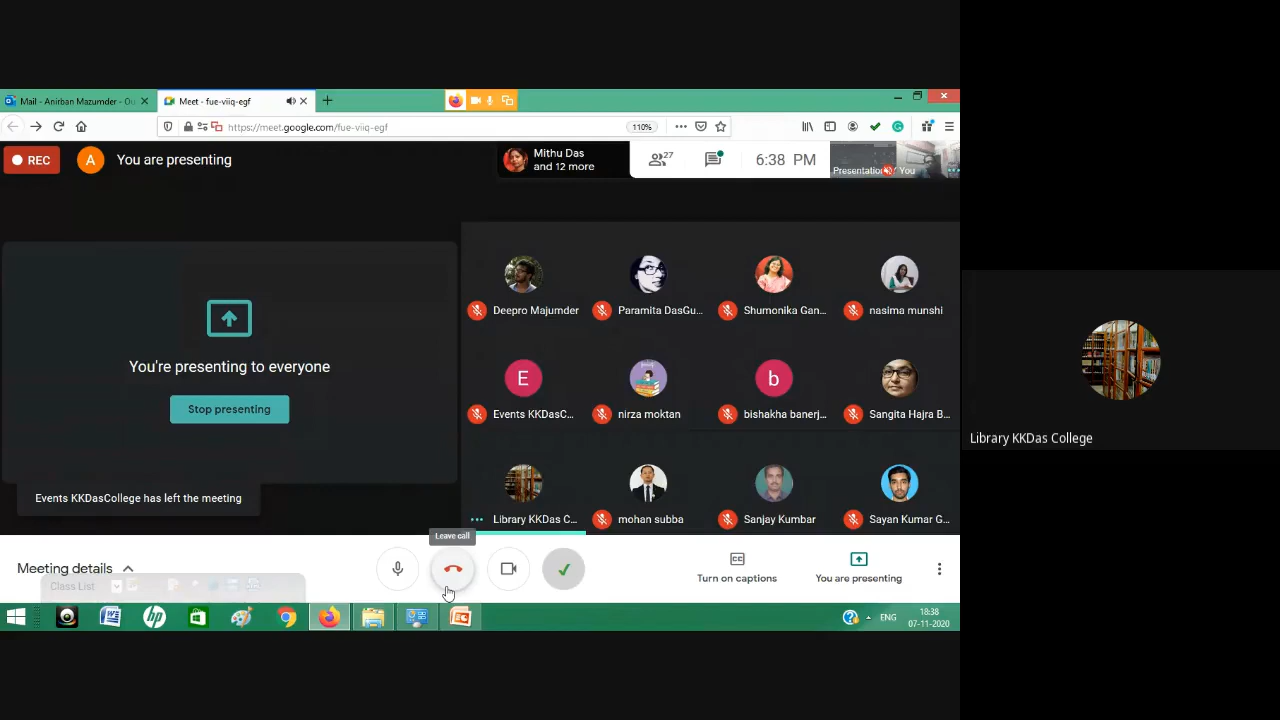 Mail - Anirban Mazumder - Ou
Meet - fue-viiq-egf
https://meet.google.com/fue-viiq-egf
110%
REC
A
You are presenting
Mithu Das
and 12 more
27
6:38 PM
Presentation
You
You're presenting to everyone
Stop presenting
Events KKDasCollege has left the meeting
Deepro Majumder
Paramita DasGu...
Shumonika Gan...
nasima munshi
E
b
Events KKDasC...
nirza moktan
bishakha banerj...
Sangita Hajra B...
Library KKDas C...
mohan subba
Sanjay Kumbar
Sayan Kumar G...
Library KKDas College
Leave call
Meeting details
Class List
CC
Turn on captions
You are presenting
hp
ENG
18:38
07-11-2020